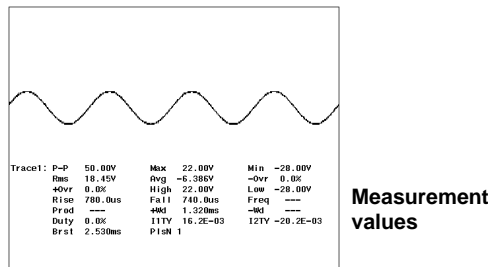 Trace1: P-P 50.00V Max 22.00V Min -28.00V
Rms 18.45V Avg -6.386V -Ovr 0.0%
+Ovr 0.0% High 22.00V Low -28.00V
Rise 780.0us Fall 740.0us Freq ---
Prod --- +Wd 1.320ms -Wd ---
Duty 0.0% I1TY 16.2E-03 I2TY -20.2E-03
Brst 2.530ms PlsN 1
Measurement
values